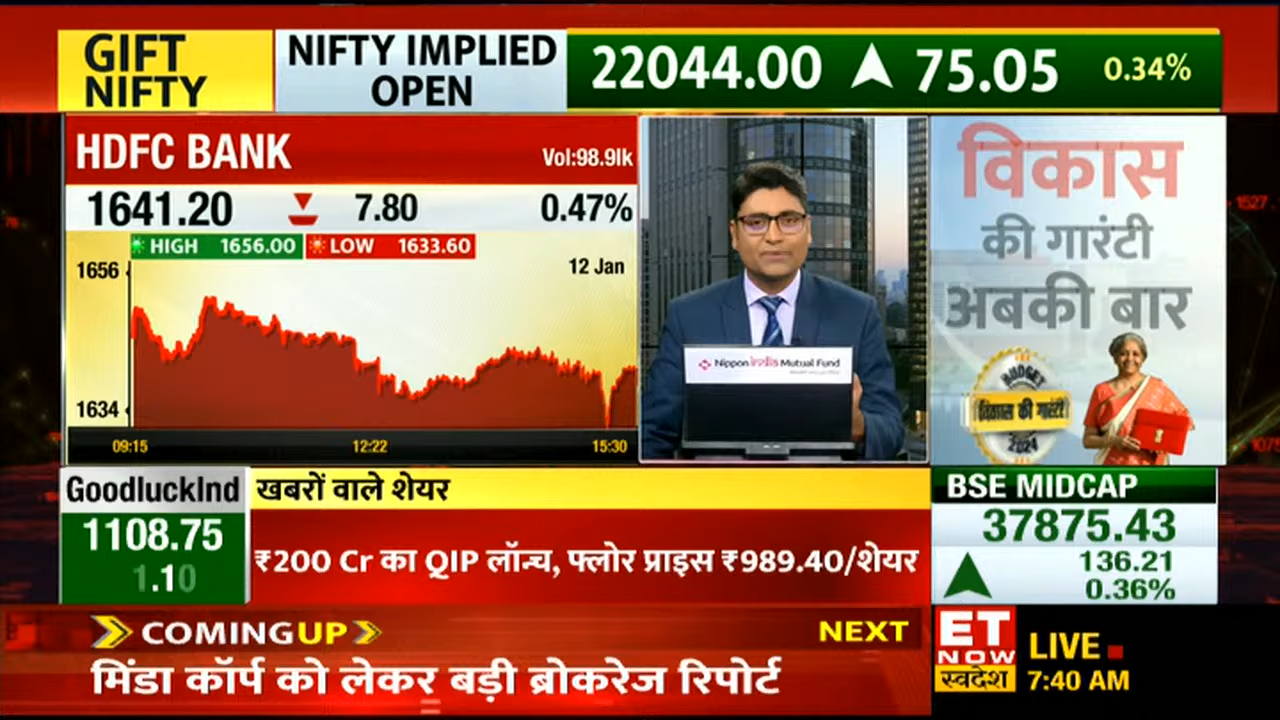 GIFT
NIFTY
NIFTY IMPLIED
OPEN
22044.00 75.05 0.34%
HDFC BANK Vol:98.9lk
1641.20 7.80 0.47%
HIGH 1656.00 LOW 1633.60
1656
12 Jan
1634
09:15 12:22 15:30
Nippon india Mutual Fund
विकास
की गारंटी
अबकी बार
BUDGET
विकास की गारंटी
2024
GoodluckInd
1108.75
1.10
खबरों वाले शेयर
₹200 Cr का QIP लॉन्च, फ्लोर प्राइस ₹989.40/शेयर
BSE MIDCAP
37875.43
136.21
0.36%
COMING UP NEXT
मिंडा कॉर्प को लेकर बड़ी ब्रोकरेज रिपोर्ट
ET
NOW
स्वदेश
LIVE
7:40 AM